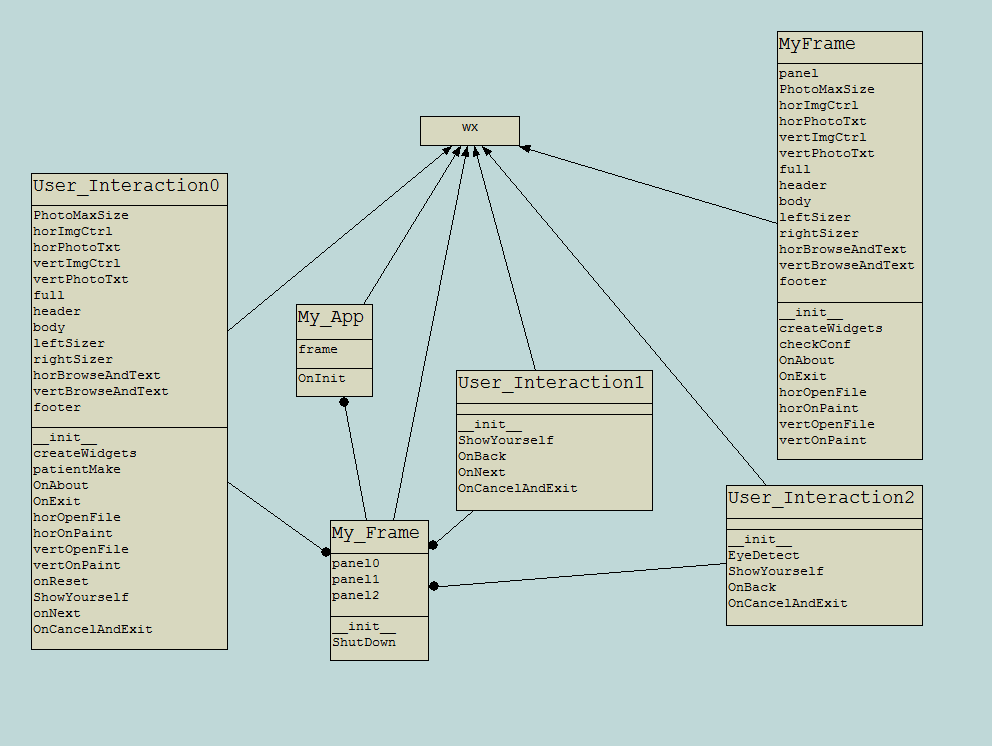 wx
MyFrame
panel
PhotoMaxSize
horImgCtrl
horPhotoTxt
vertImgCtrl
vertPhotoTxt
full
header
body
leftSizer
rightSizer
horBrowseAndText
vertBrowseAndText
footer
__init__
createWidgets
checkConf
OnAbout
OnExit
horOpenFile
horOnPaint
vertOpenFile
vertOnPaint
User_Interaction0
PhotoMaxSize
horImgCtrl
horPhotoTxt
vertImgCtrl
vertPhotoTxt
full
header
body
leftSizer
rightSizer
horBrowseAndText
vertBrowseAndText
footer
__init__
createWidgets
patientMake
OnAbout
OnExit
horOpenFile
horOnPaint
vertOpenFile
vertOnPaint
onReset
ShowYourself
onNext
OnCancelAndExit
My_App
frame
OnInit
User_Interaction1
__init__
ShowYourself
OnBack
OnNext
OnCancelAndExit
My_Frame
panel0
panel1
panel2
__init__
ShutDown
User_Interaction2
__init__
EyeDetect
ShowYourself
OnBack
OnCancelAndExit